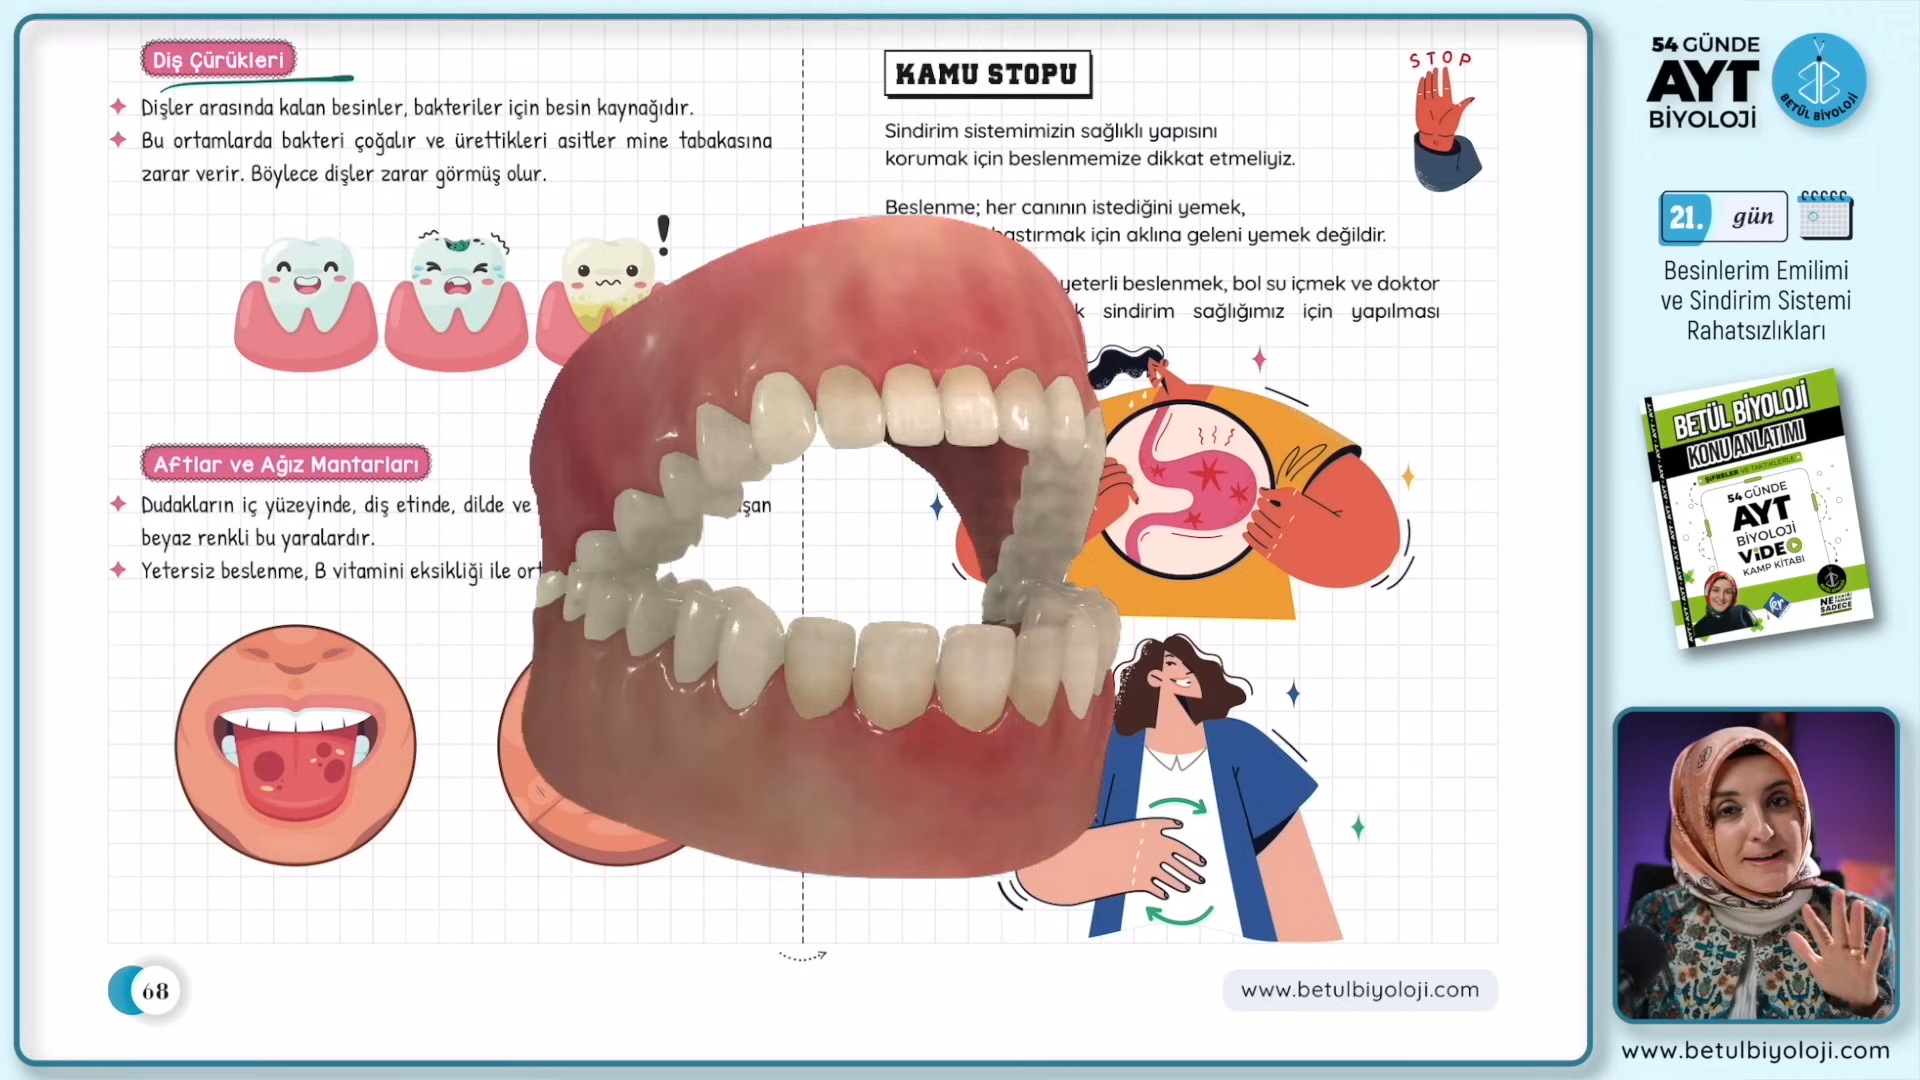 Diş Çürükleri
Dişler arasında kalan besinler, bakteriler için besin kaynağıdır.
Bu ortamlarda bakteri çoğalır ve ürettikleri asitler mine tabakasına
zarar verir. Böylece dişler zarar görmüş olur.
!
Aftlar ve Ağız Mantarları
Dudakların iç yüzeyinde, diş etinde, dilde ve
beyaz renkli bu yaralardır.
Yetersiz beslenme, B vitamini eksikliği ile
68
KAMU STOPU
STOP
Sindirim sistemimizin sağlıklı yapısını
korumak için beslenmemize dikkat etmeliyiz.
Beslenme; her canının istediğini yemek,
için aklına geleni yemek değildir.
yeterli beslenmek, bol su içmek ve doktor
sindirim sağlığımız için yapılması
www.betulbiyoloji.com
54 GÜNDE
AYT
BİYOLOJİ
BETÜL BİYOLOJİ
21. gün
Besinlerim Emilimi
ve Sindirim Sistemi
Rahatsızlıkları
BETÜL BİYOLOJİ
KONU ANLATIMI
ŞİFRELER VE TAKTİKLERLE
54 GÜNDE
AYT
BİYOLOJİ
VİDEO
KAMP KİTABI
www.betulbiyoloji.com